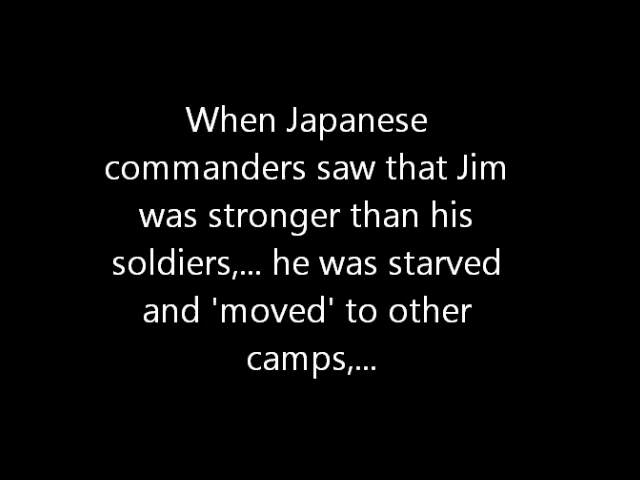 When Japanese
commanders saw that Jim
was stronger than his
soldiers,... he was starved
and 'moved' to other
camps,...